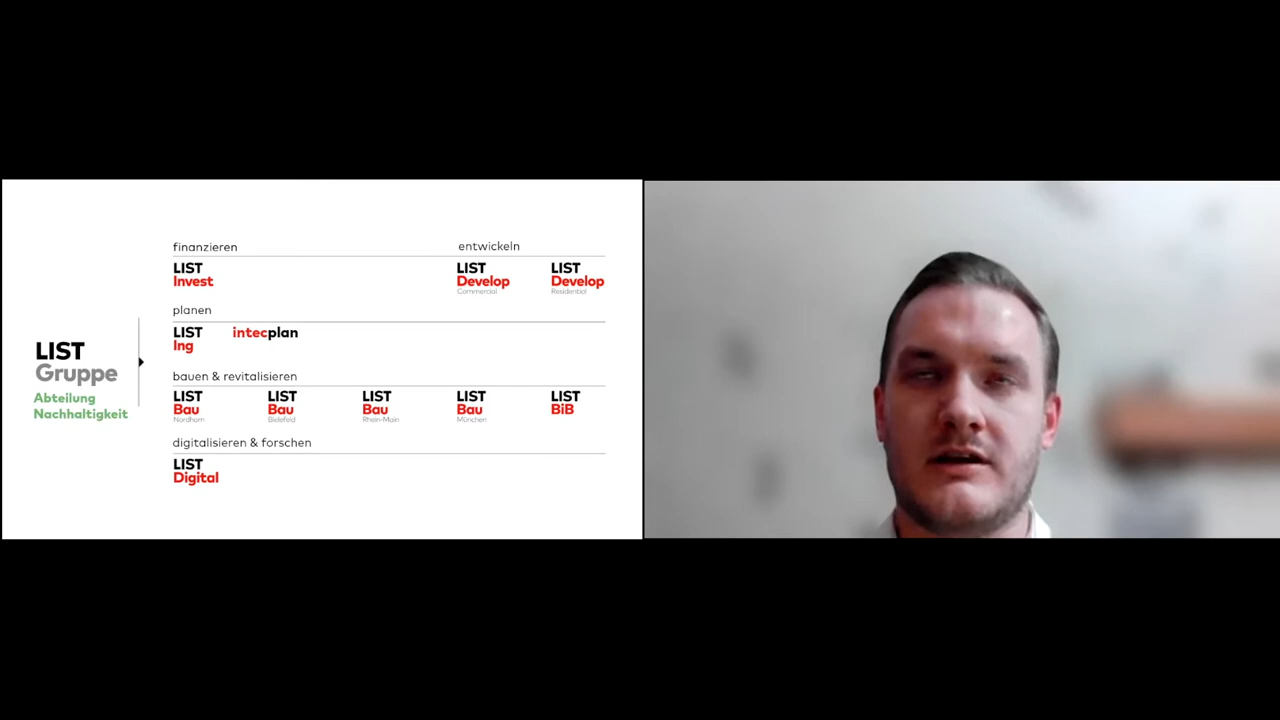 finanzieren entwickeln
LIST LIST LIST
Invest Develop Develop
Commercial Residential
planen
LIST intecplan
Ing
LIST
Gruppe
Abteilung
Nachhaltigkeit
bauen & revitalisieren
LIST LIST LIST LIST LIST
Bau Bau Bau Bau BiB
Nordhorn Bielefeld Rhein-Main München
digitalisieren & forschen
LIST
Digital